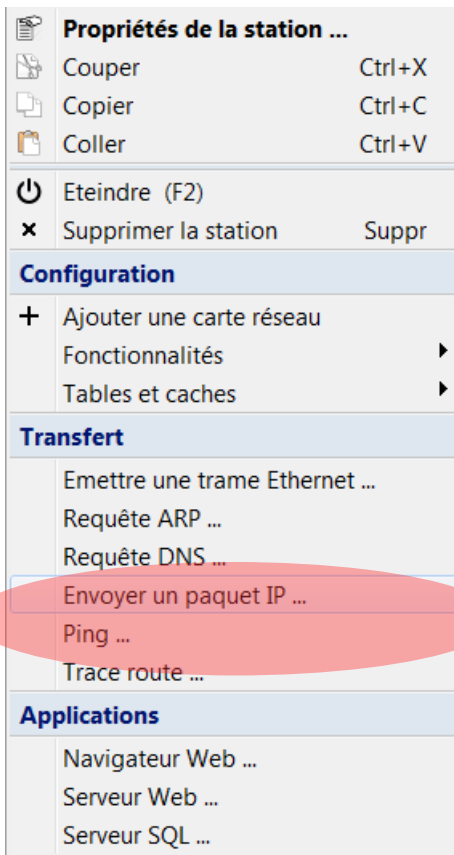 Propriétés de la station ...
Couper Ctrl+X
Copier Ctrl+C
Coller Ctrl+V
Eteindre (F2)
Supprimer la station Suppr
Configuration
Ajouter une carte réseau
Fonctionnalités
Tables et caches
Transfert
Emettre une trame Ethernet ...
Requête ARP ...
Requête DNS ...
Envoyer un paquet IP ...
Ping ...
Trace route ...
Applications
Navigateur Web ...
Serveur Web ...
Serveur SQL ...